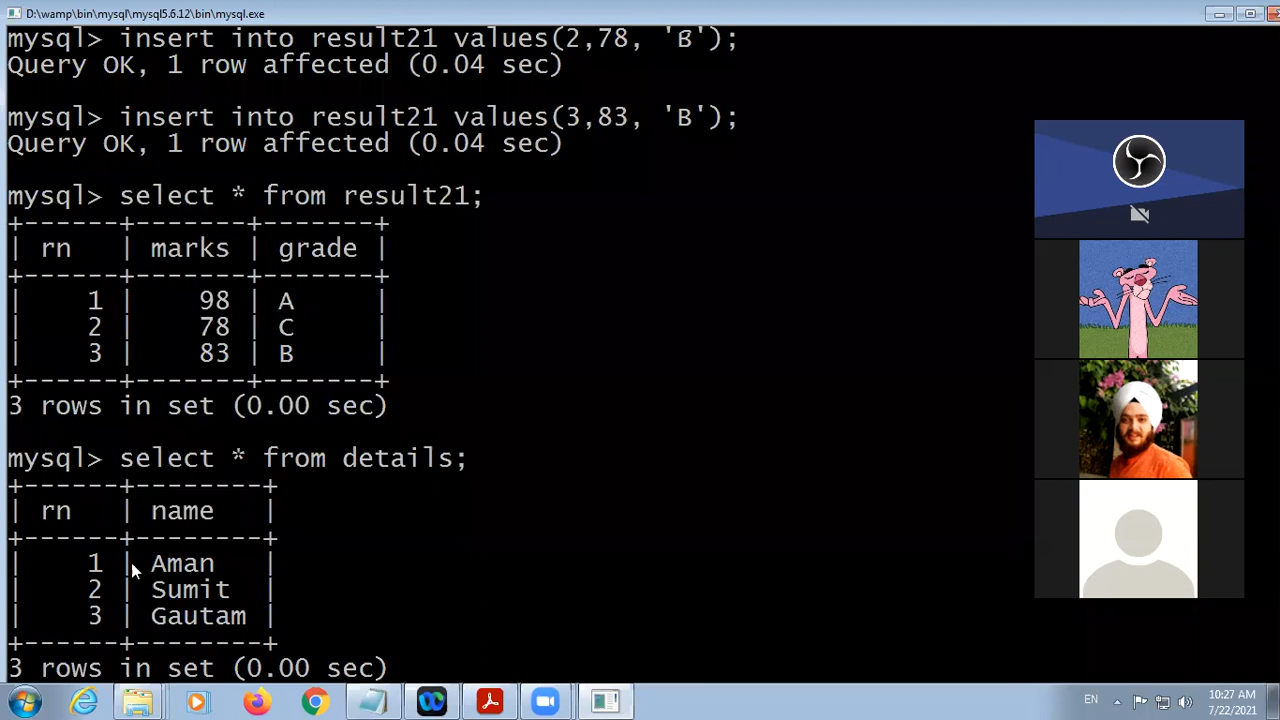 D:\wamp\bin\mysql\mysql5.6.12\bin\mysql.exe
mysql> insert into result21 values(2,78, 'B');
Query OK, 1 row affected (0.04 sec)
mysql> insert into result21 values(3,83, 'B');
Query OK, 1 row affected (0.04 sec)
mysql> select * from result21;
+------+-------+-------+
| rn | marks | grade |
+------+-------+-------+
| 1 | 98 | A |
| 2 | 78 | C |
| 3 | 83 | B |
+------+-------+-------+
3 rows in set (0.00 sec)
mysql> select * from details;
+------+--------+
| rn | name |
+------+--------+
| 1 | Aman |
| 2 | Sumit |
| 3 | Gautam |
+------+--------+
3 rows in set (0.00 sec)
EN
10:27 AM
7/22/2021